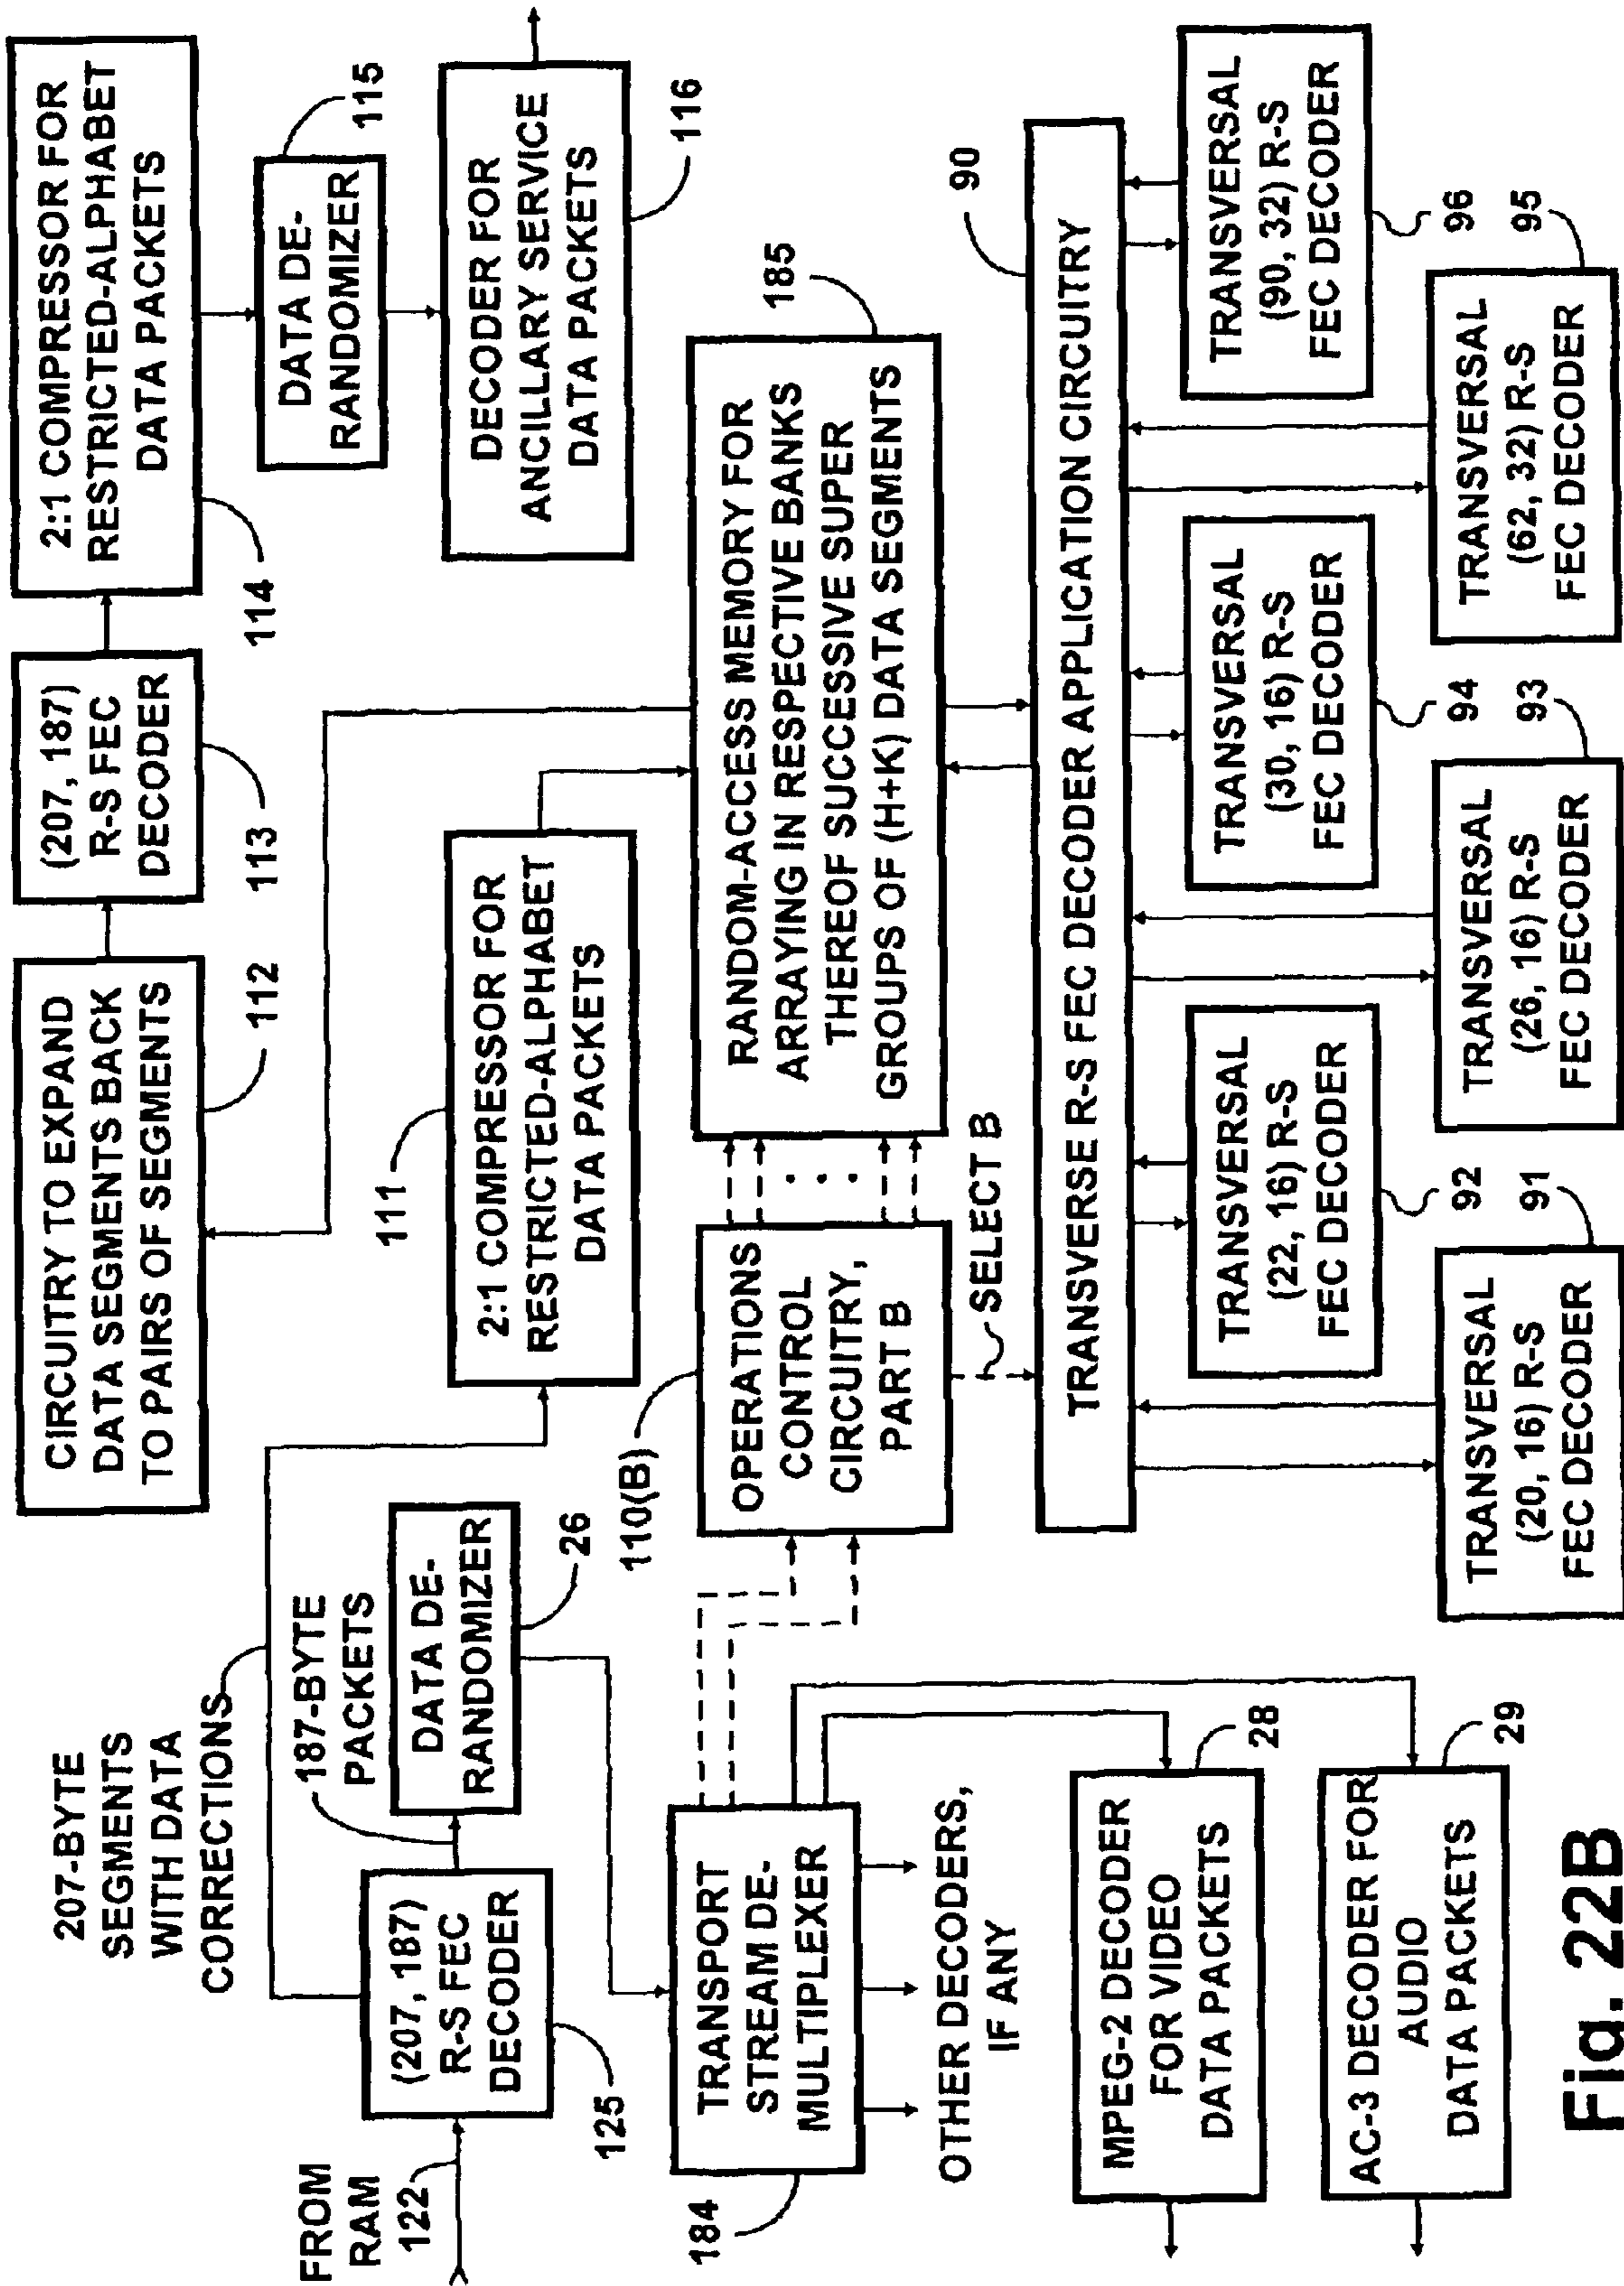 207-BYTE
SEGMENTS
WITH DATA
CORRECTIONS
FROM
RAM
122
(207, 187)
R-S FEC
DECODER
125
187-BYTE
PACKETS
DATA DE-
RANDOMIZER
26
CIRCUITRY TO EXPAND
DATA SEGMENTS BACK
TO PAIRS OF SEGMENTS
112
(207, 187)
R-S FEC
DECODER
113
2:1 COMPRESSOR FOR
RESTRICTED-ALPHABET
DATA PACKETS
114
DATA DE-
RANDOMIZER
115
DECODER FOR
ANCILLARY SERVICE
DATA PACKETS
116
111
2:1 COMPRESSOR FOR
RESTRICTED-ALPHABET
DATA PACKETS
TRANSPORT
STREAM DE-
MULTIPLEXER
184
110(B)
OPERATIONS
CONTROL
CIRCUITRY,
PART B
RANDOM-ACCESS MEMORY FOR
ARRAYING IN RESPECTIVE BANKS
THEREOF SUCCESSIVE SUPER
GROUPS OF (H+K) DATA SEGMENTS
185
SELECT B
OTHER DECODERS,
IF ANY
TRANSVERSE R-S FEC DECODER APPLICATION CIRCUITRY
90
MPEG-2 DECODER
FOR VIDEO
DATA PACKETS
28
AC-3 DECODER FOR
AUDIO
DATA PACKETS
29
TRANSVERSAL
(22, 16) R-S
FEC DECODER
92
TRANSVERSAL
(30, 16) R-S
FEC DECODER
94
TRANSVERSAL
(90, 32) R-S
FEC DECODER
96
TRANSVERSAL
(20, 16) R-S
FEC DECODER
91
TRANSVERSAL
(26, 16) R-S
FEC DECODER
93
TRANSVERSAL
(62, 32) R-S
FEC DECODER
95
Fig. 22B